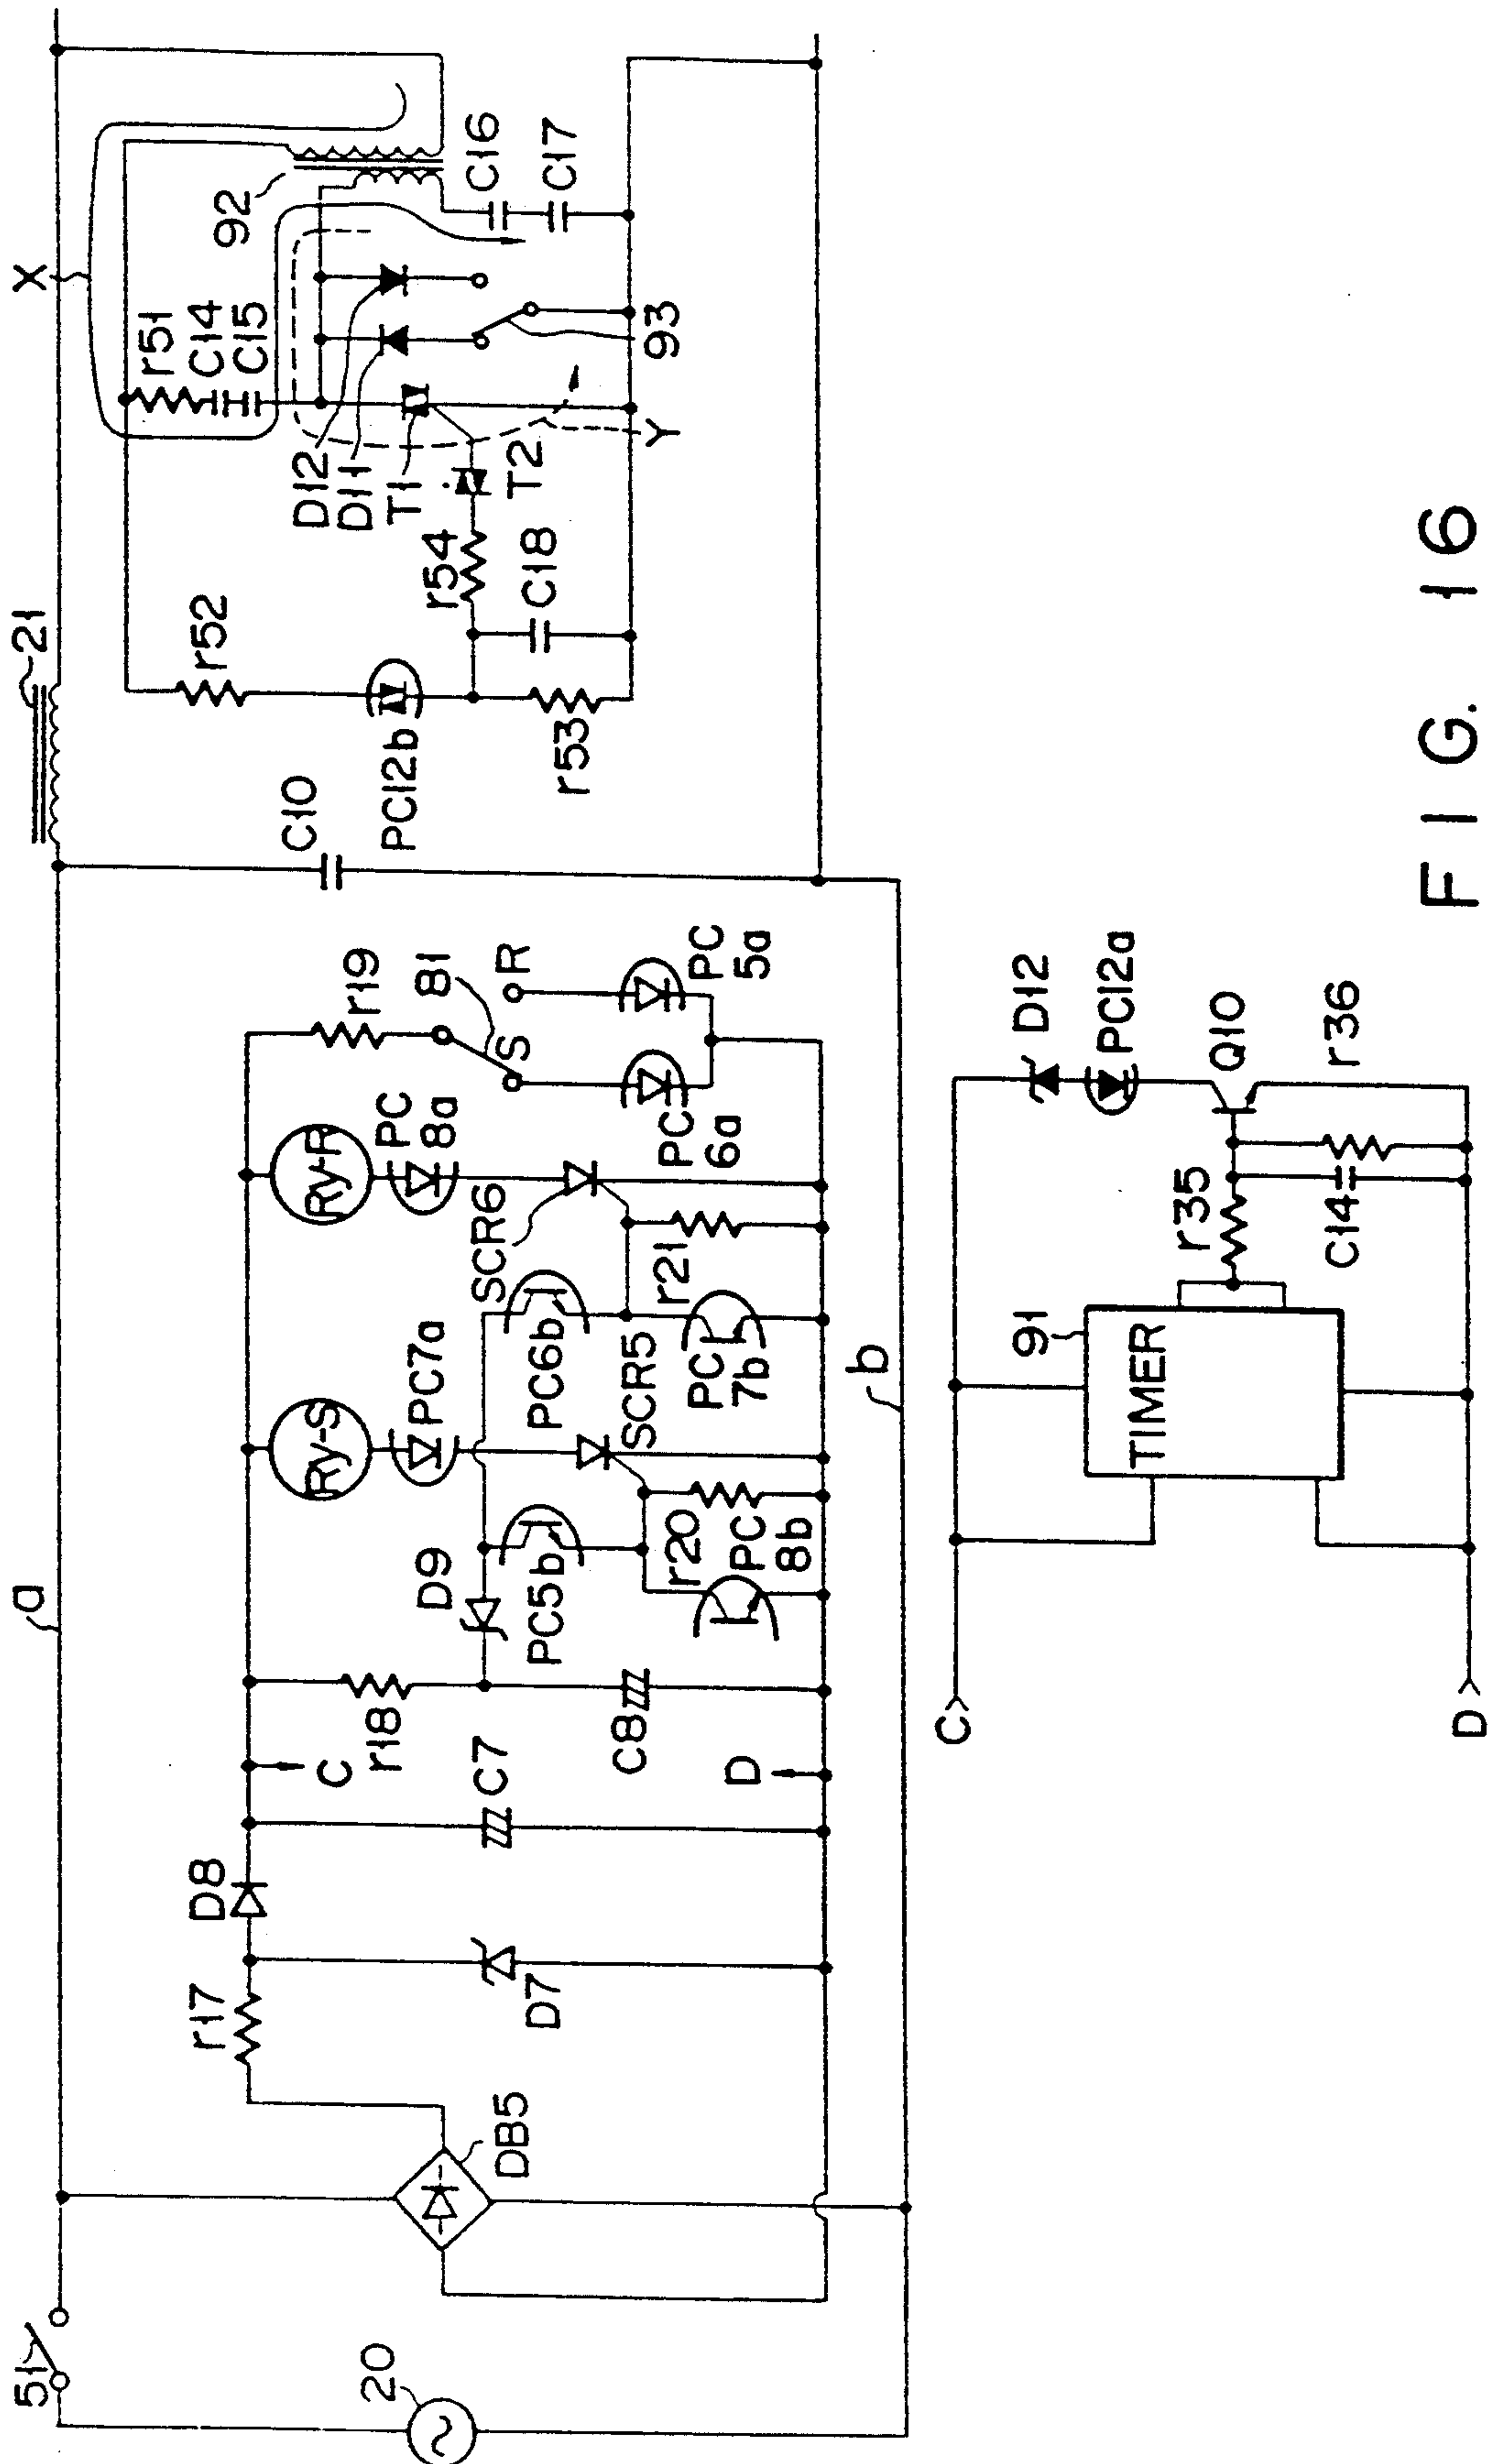 51
20
a
b
DB5
r17
D7
D8
C7
C
D
r18
C8
D9
PC5b
r20
PC
8b
Ry-S
PC7a
SCR5
PC6b
PC
7b
r21
SCR6
Ry-R
PC
8a
r19
81
S
R
PC
6a
PC
5a
C10
21
r52
PC12b
r53
r54
C18
T2
T1
D11
D12
r51
C14
C15
X
Y
92
93
C16
C17
C
D
TIMER
91
r35
C14
r36
Q10
PC12a
D12
FIG. 16